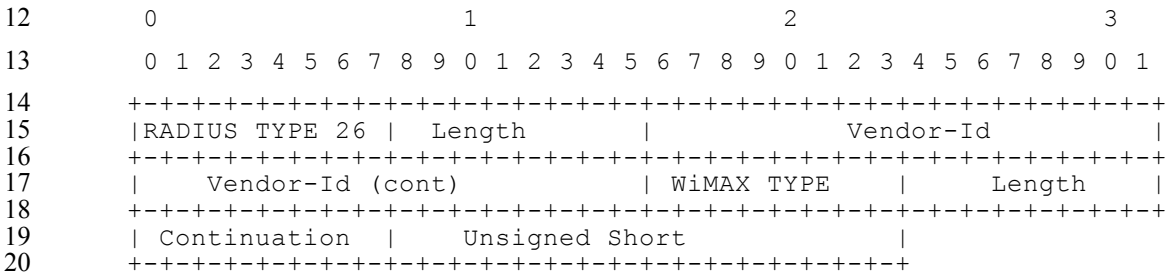 12 0 1 2 3
13 0 1 2 3 4 5 6 7 8 9 0 1 2 3 4 5 6 7 8 9 0 1 2 3 4 5 6 7 8 9 0 1
14 +-+-+-+-+-+-+-+-+-+-+-+-+-+-+-+-+-+-+-+-+-+-+-+-+-+-+-+-+-+-+-+-+
15 |RADIUS TYPE 26 | Length | Vendor-Id |
16 +-+-+-+-+-+-+-+-+-+-+-+-+-+-+-+-+-+-+-+-+-+-+-+-+-+-+-+-+-+-+-+-+
17 | Vendor-Id (cont) | WiMAX TYPE | Length |
18 +-+-+-+-+-+-+-+-+-+-+-+-+-+-+-+-+-+-+-+-+-+-+-+-+-+-+-+-+-+-+-+-+
19 | Continuation | Unsigned Short |
20 +-+-+-+-+-+-+-+-+-+-+-+-+-+-+-+-+-+-+-+-+-+-+-+-+